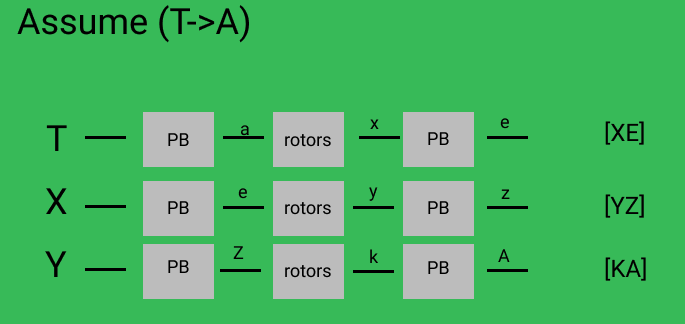 Assume (T->A)
T PB a rotors x PB e [XE]
X PB e rotors y PB z [YZ]
Y PB Z rotors k PB A [KA]